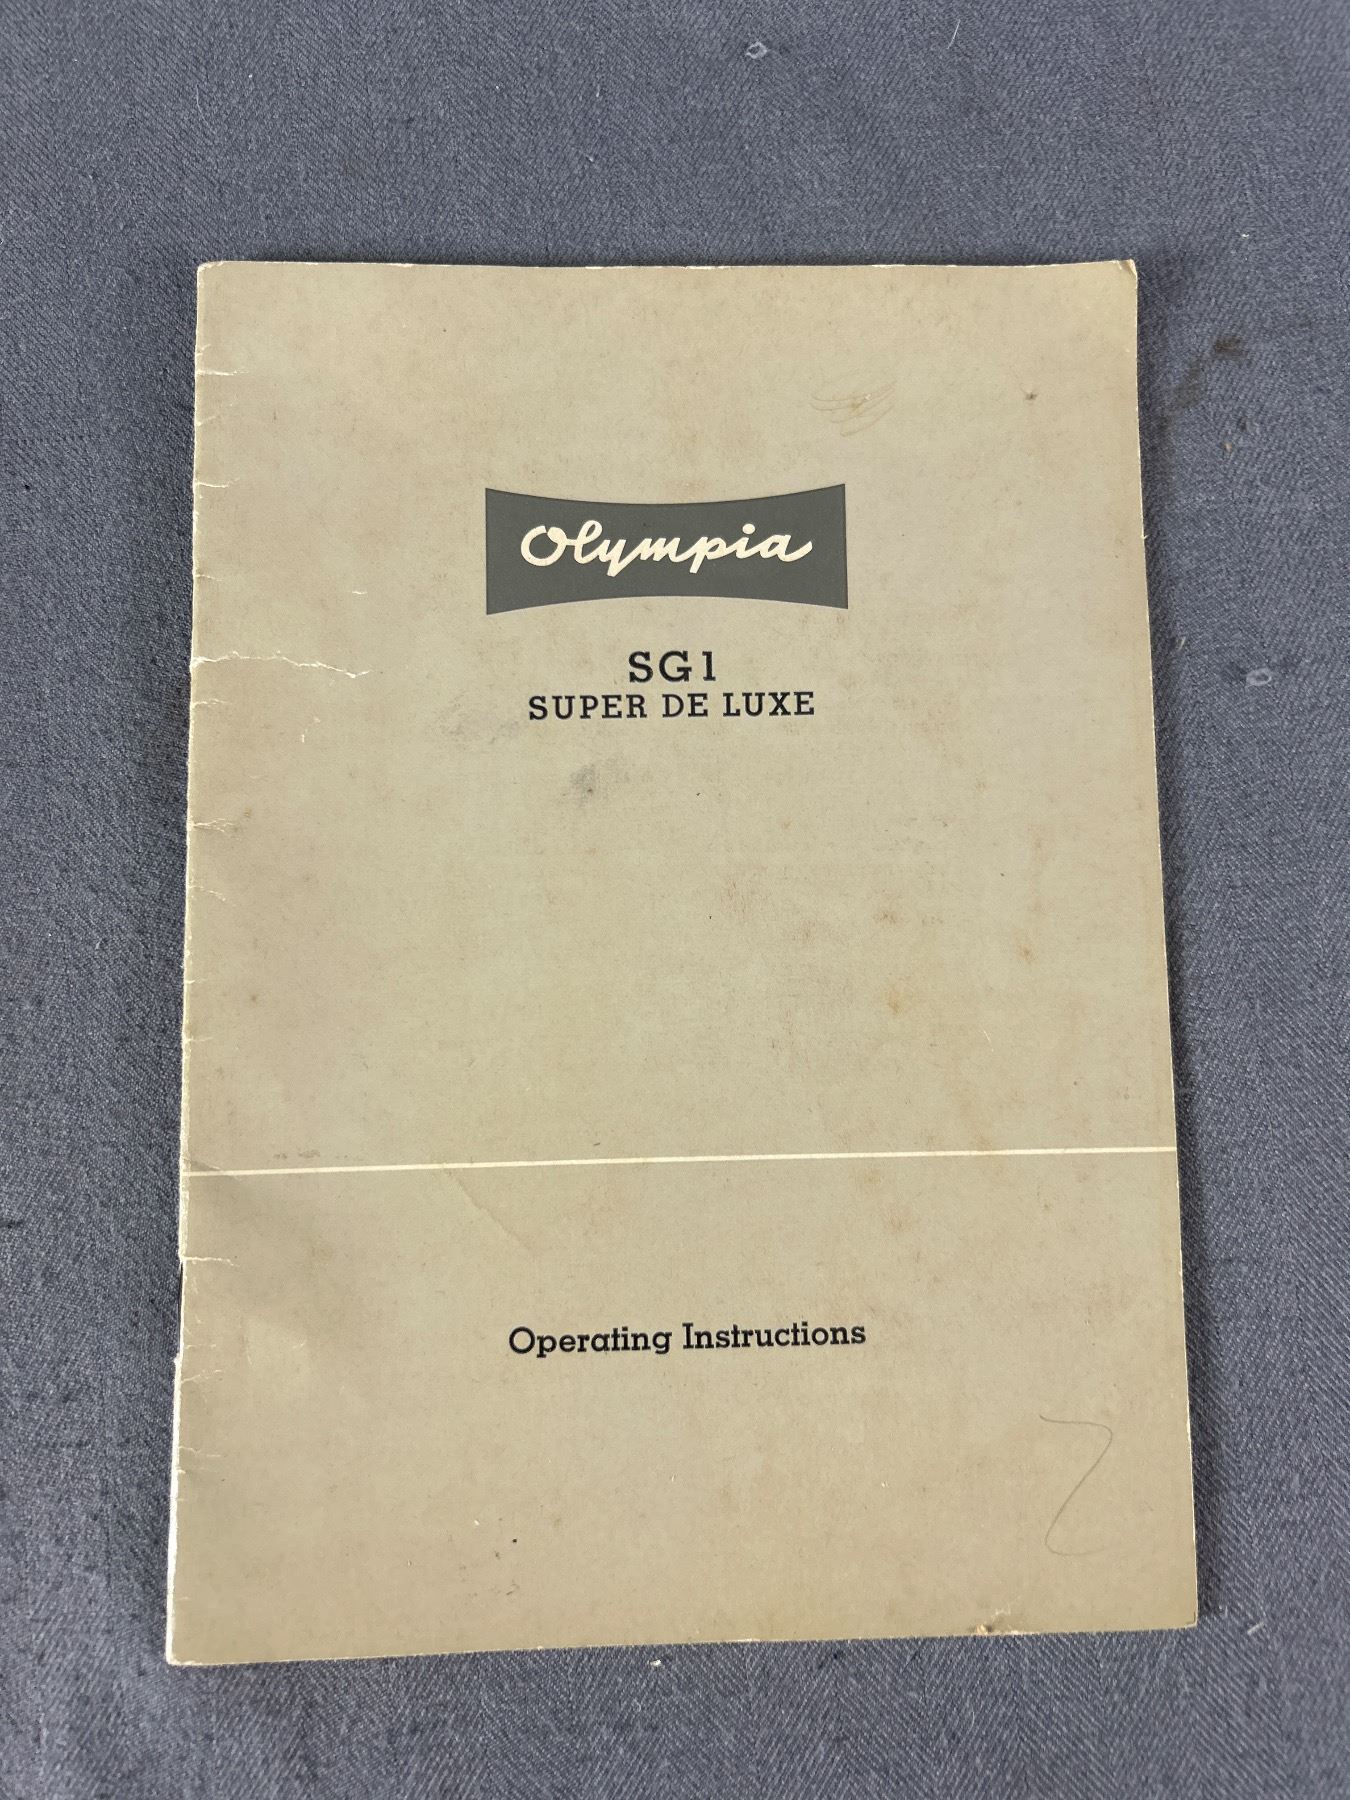 Olympia
SG1
SUPER DE LUXE
Operating Instructions